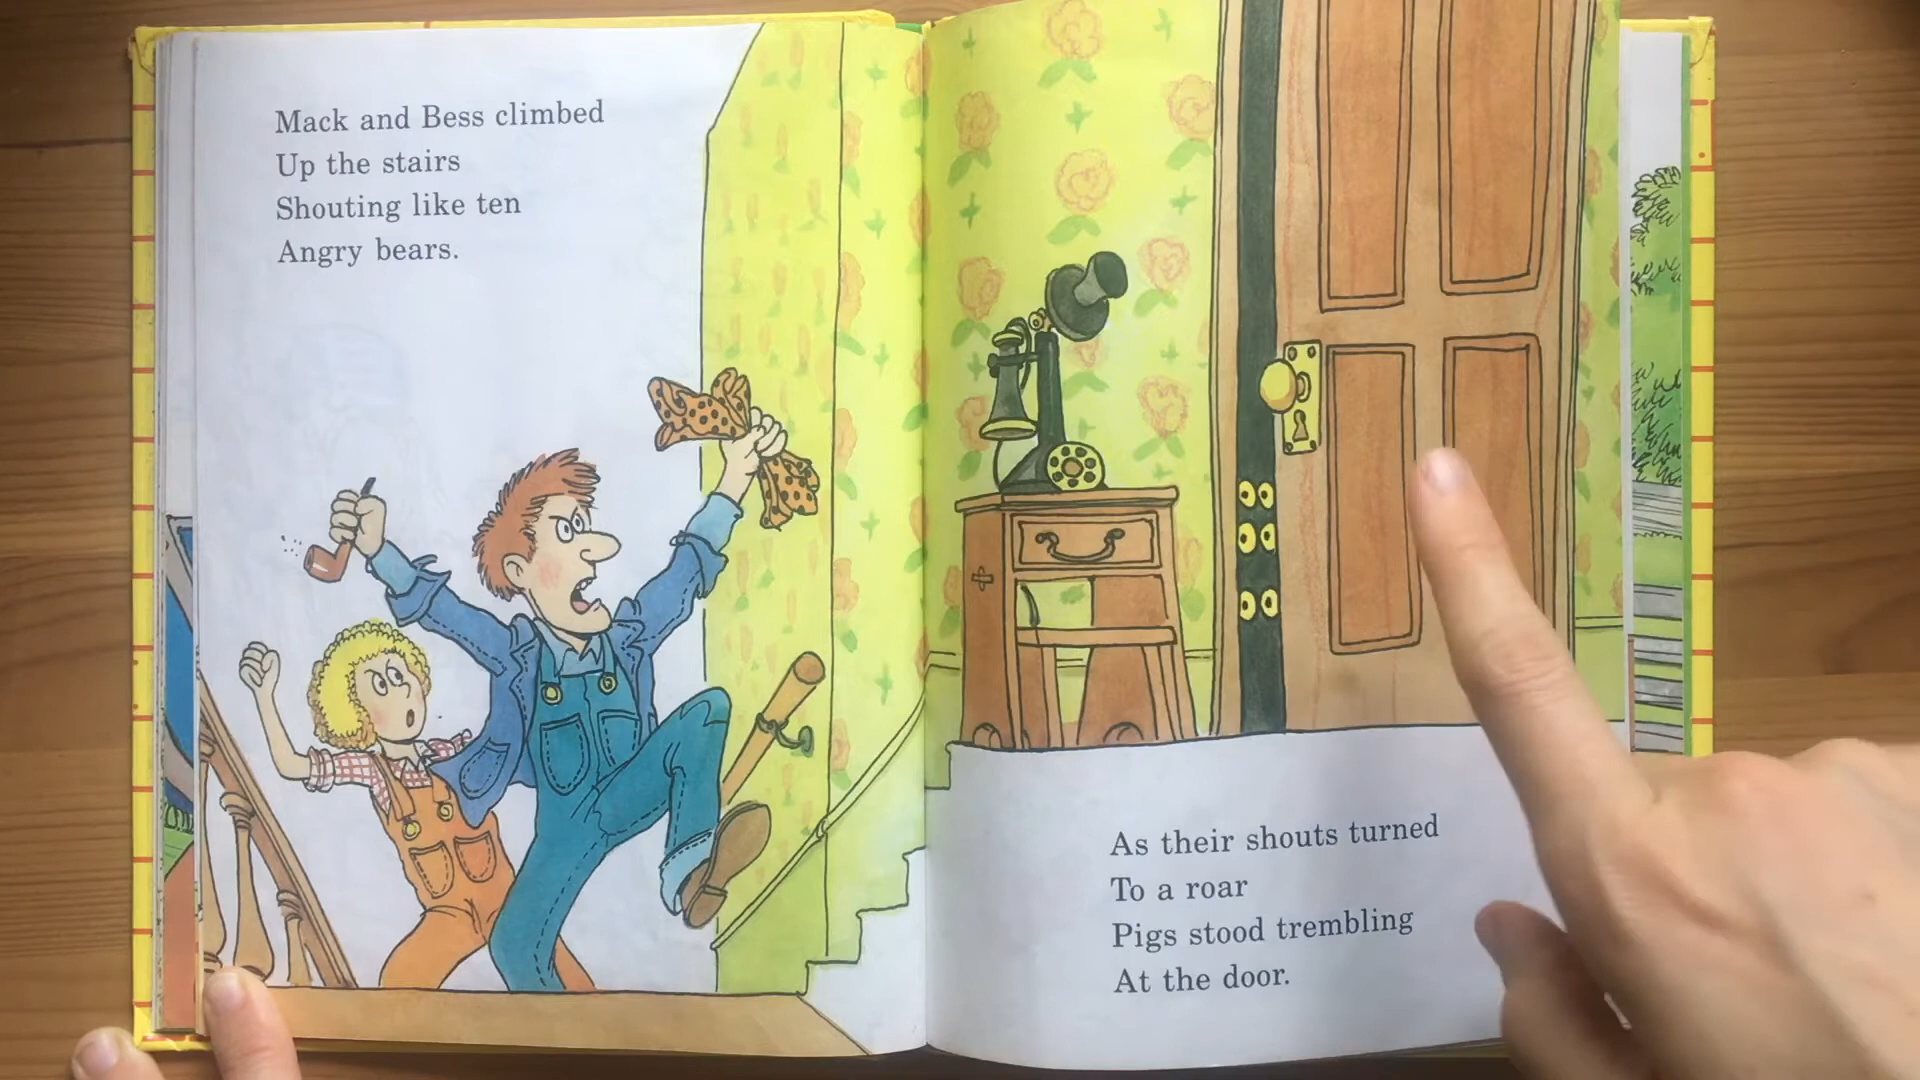 Mack and Bess climbed
Up the stairs
Shouting like ten
Angry bears.
As their shouts turned
To a roar
Pigs stood trembling
At the door.